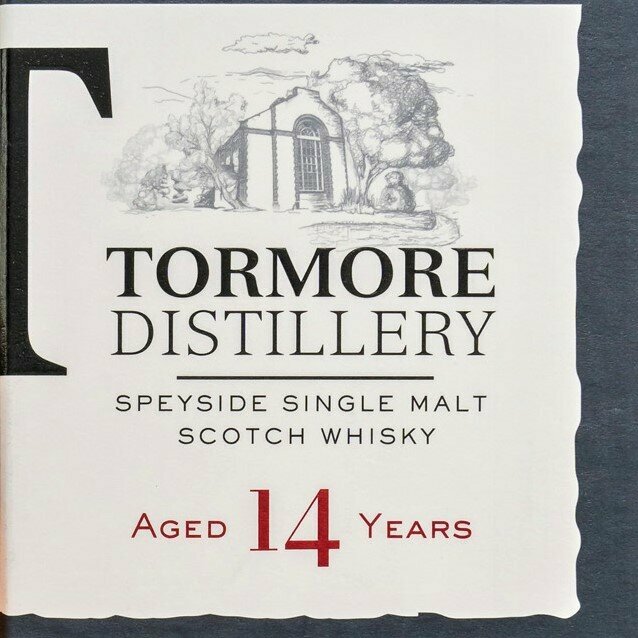 T
TORMORE
DISTILLERY
SPEYSIDE SINGLE MALT
SCOTCH WHISKY
AGED 14 YEARS